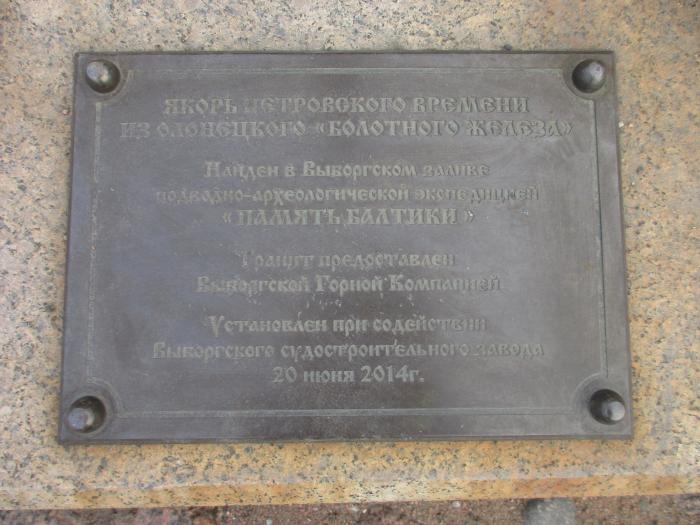 ЯКОРЬ ПЕТРОВСКОГО ВРЕМЕНИ
ИЗ ОЛОНЕЦКОГО «БОЛОТНОГО ЖЕЛЕЗА»
Найден в Выборгском заливе
подводно-археологической экспедицией
«ПАМЯТЬ БАЛТИКИ»
Гранит предоставлен
Выборгской Горной Компанией
Установлен при содействии
Выборгского судостроительного завода
20 июня 2014г.